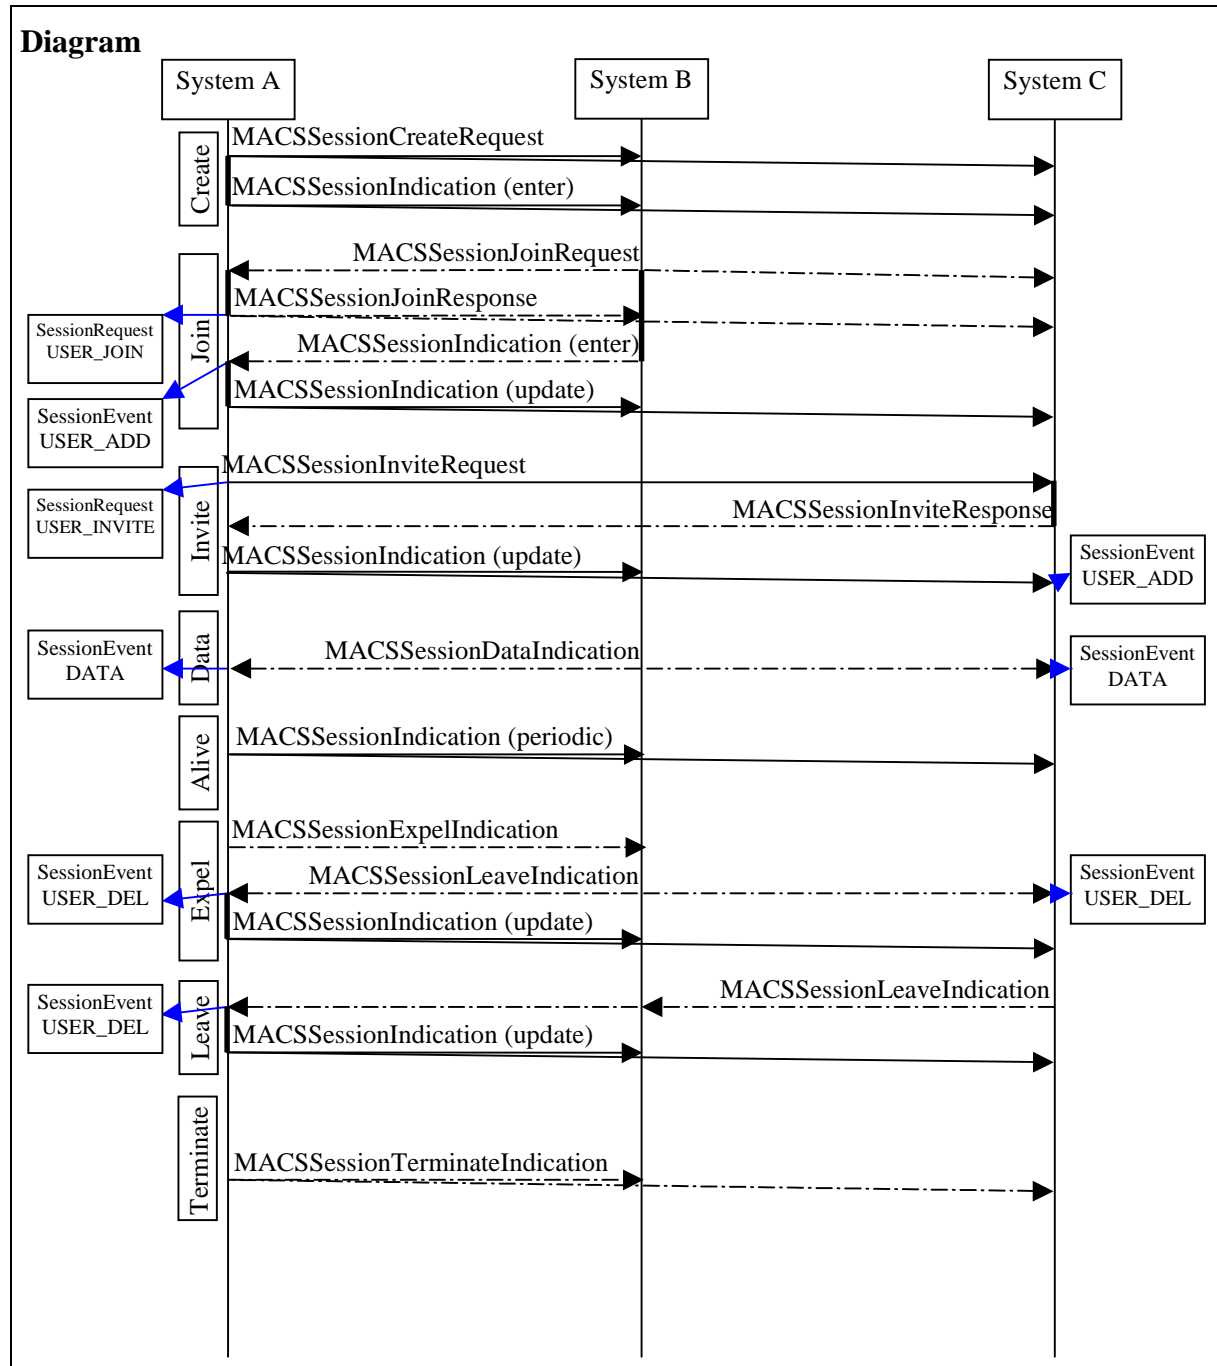 Diagram
System A
System B
System C
Create
MACSSessionCreateRequest
MACSSessionIndication (enter)
Join
MACSSessionJoinRequest
MACSSessionJoinResponse
SessionRequest
USER_JOIN
MACSSessionIndication (enter)
MACSSessionIndication (update)
SessionEvent
USER_ADD
Invite
MACSSessionInviteRequest
SessionRequest
USER_INVITE
MACSSessionInviteResponse
MACSSessionIndication (update)
SessionEvent
USER_ADD
Data
SessionEvent
DATA
MACSSessionDataIndication
SessionEvent
DATA
Alive
MACSSessionIndication (periodic)
Expel
MACSSessionExpelIndication
SessionEvent
USER_DEL
MACSSessionLeaveIndication
SessionEvent
USER_DEL
MACSSessionIndication (update)
Leave
SessionEvent
USER_DEL
MACSSessionLeaveIndication
MACSSessionIndication (update)
Terminate
MACSSessionTerminateIndication